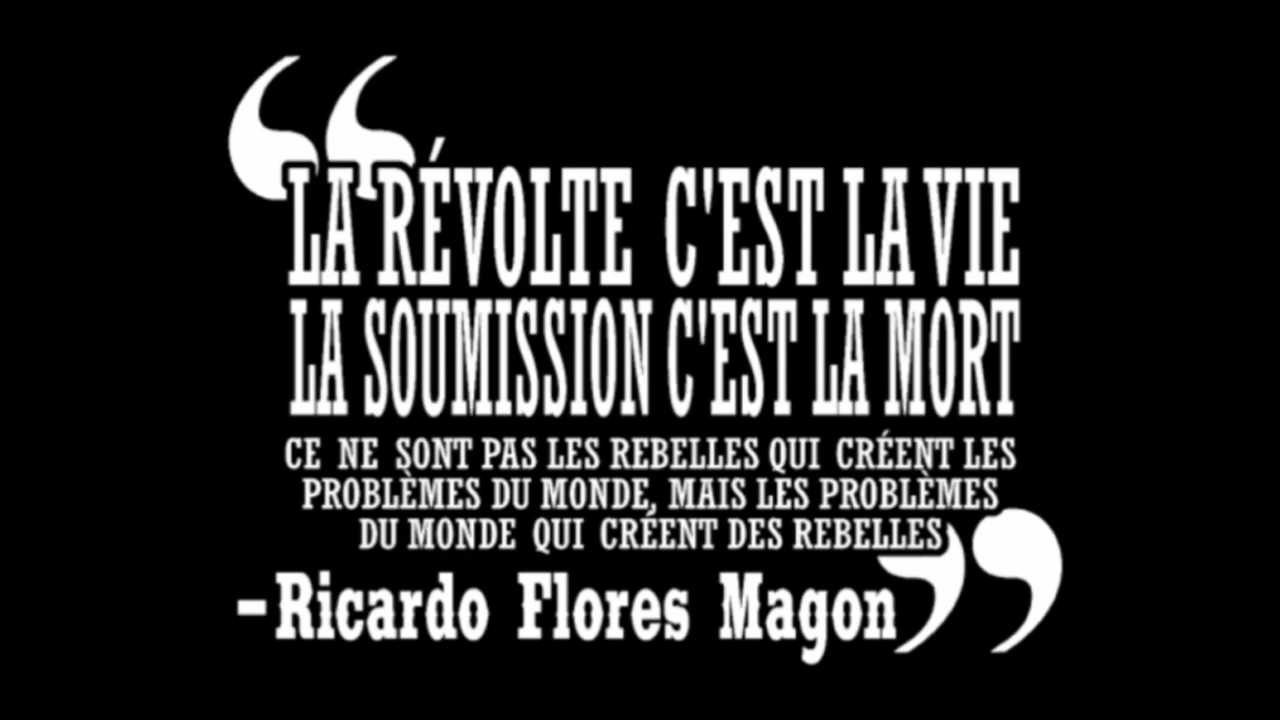 LA RÉVOLTE C'EST LA VIE
LA SOUMISSION C'EST LA MORT
CE NE SONT PAS LES REBELLES QUI CRÉENT LES
PROBLÈMES DU MONDE, MAIS LES PROBLÈMES
DU MONDE QUI CRÉENT DES REBELLES
-Ricardo Flores Magon